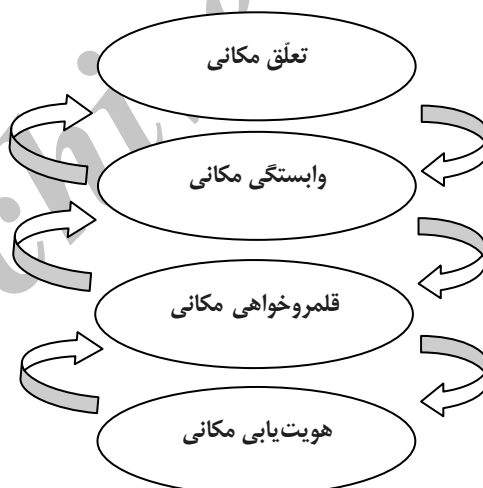 تعلّق مکانی
وابستگی مکانی
قلمروخواهی مکانی
هویت‌یابی مکانی